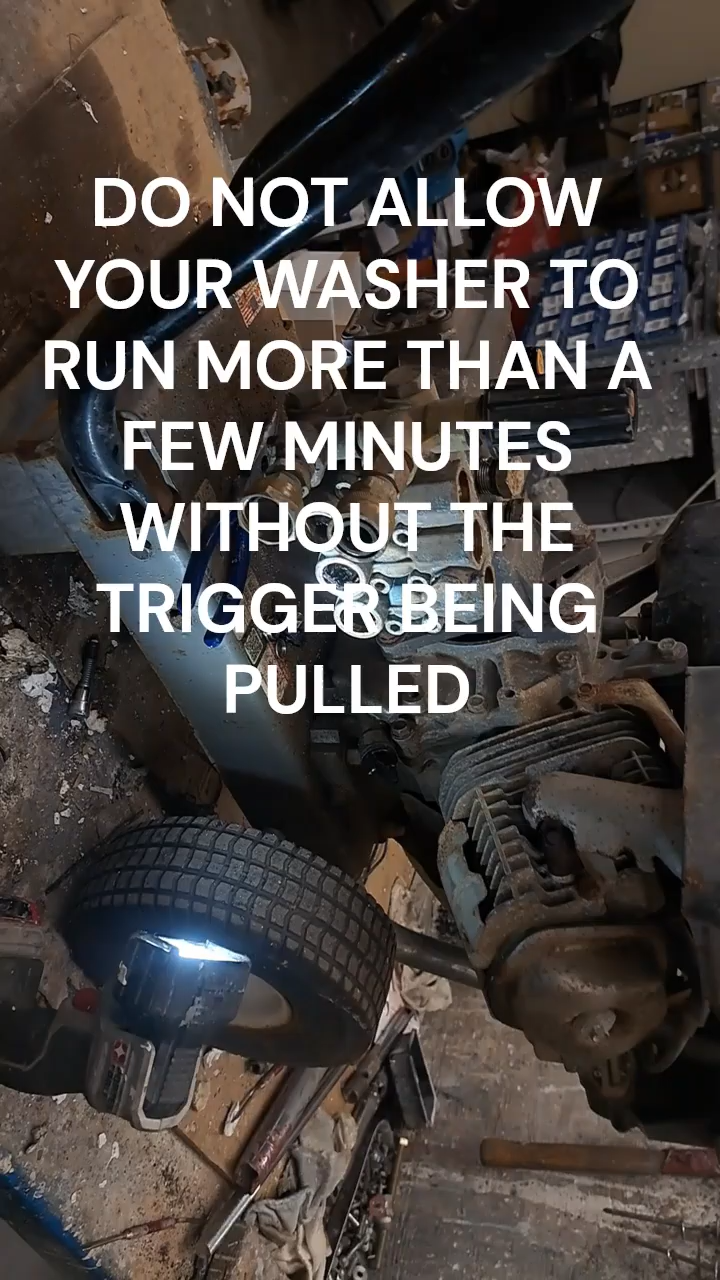 DO NOT ALLOW
YOUR WASHER TO
RUN MORE THAN A
FEW MINUTES
WITHOUT THE
TRIGGER BEING
PULLED